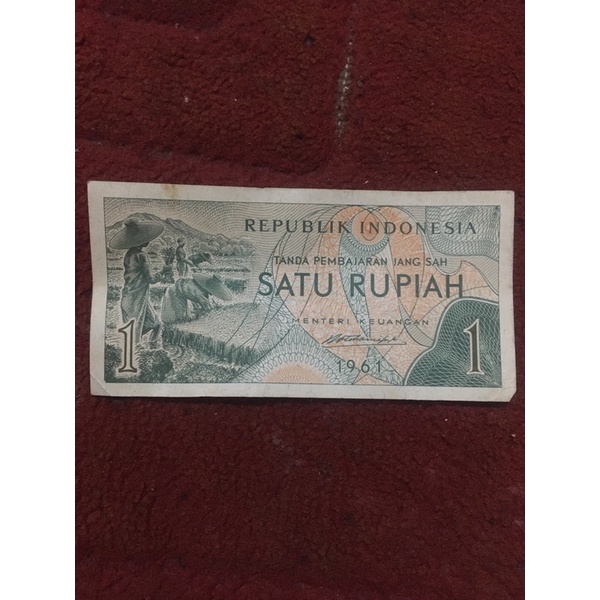 REPUBLIK INDONESIA
TANDA PEMBAJARAN JANG SAH
SATU RUPIAH
MENTERI KEUANGAN
1961
1 1